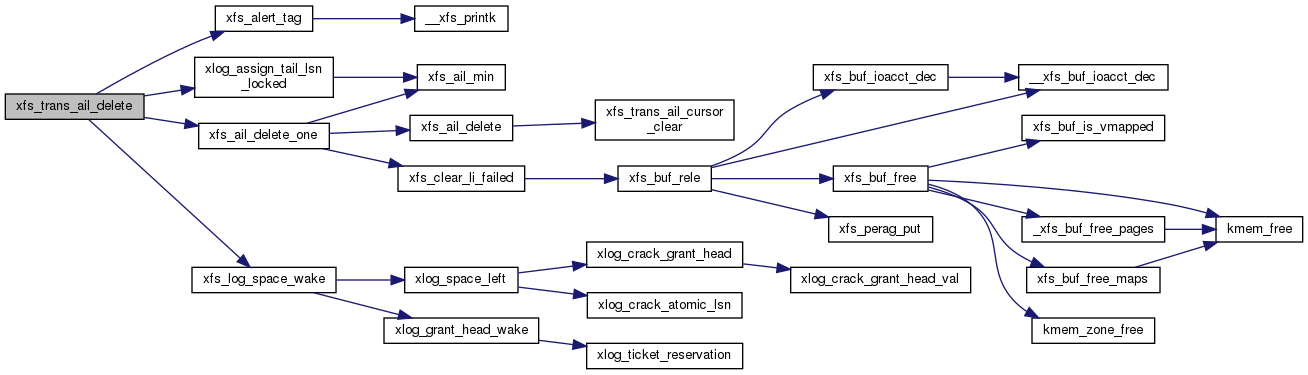 xfs_alert_tag
__xfs_printk
xlog_assign_tail_lsn
_locked
xfs_ail_min
xfs_buf_ioacct_dec
__xfs_buf_ioacct_dec
xfs_trans_ail_delete
xfs_ail_delete_one
xfs_ail_delete
xfs_trans_ail_cursor
_clear
xfs_buf_is_vmapped
xfs_clear_li_failed
xfs_buf_rele
xfs_buf_free
xfs_perag_put
_xfs_buf_free_pages
kmem_free
xfs_log_space_wake
xlog_space_left
xlog_crack_grant_head
xlog_crack_grant_head_val
xfs_buf_free_maps
xlog_crack_atomic_lsn
xlog_grant_head_wake
kmem_zone_free
xlog_ticket_reservation